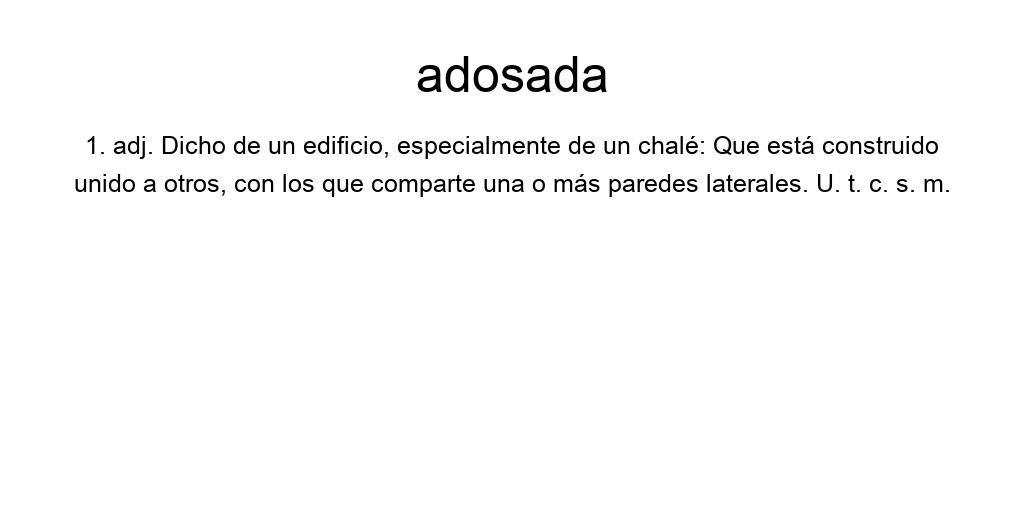 adosada
1. adj. Dicho de un edificio, especialmente de un chalé: Que está construido
unido a otros, con los que comparte una o más paredes laterales. U. t. c. s. m.